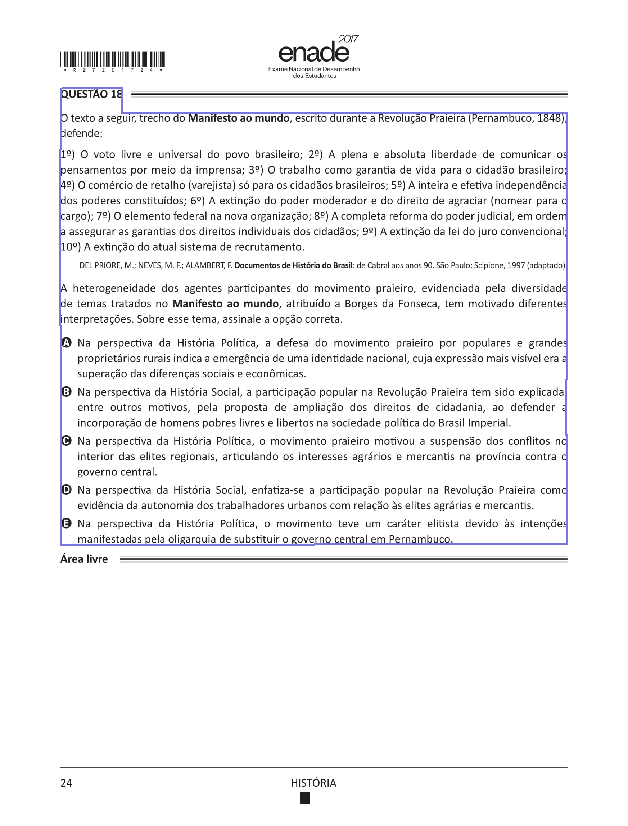 *R2720172​4*
enade
2017
Exame Nacional de Desempenho
dos Estudantes
QUESTÃO 18
O texto a seguir, trecho do Manifesto ao mundo, escrito durante a Revolução Praieira (Pernambuco, 1848),
defende:
1º) O voto livre e universal do povo brasileiro; 2º) A plena e absoluta liberdade de comunicar os
pensamentos por meio da imprensa; 3º) O trabalho como garantia de vida para o cidadão brasileiro;
4º) O comércio de retalho (varejista) só para os cidadãos brasileiros; 5º) A inteira e efetiva independência
dos poderes constituídos; 6º) A extinção do poder moderador e do direito de agraciar (nomear para o
cargo); 7º) O elemento federal na nova organização; 8º) A completa reforma do poder judicial, em ordem
a assegurar as garantias dos direitos individuais dos cidadãos; 9º) A extinção da lei do juro convencional;
10º) A extinção do atual sistema de recrutamento.
DEL PRIORE, M.; NEVES, M. F.; ALAMBERT, F. Documentos de História do Brasil: de Cabral aos anos 90. São Paulo: Scipione, 1997 (adaptado).
A heterogeneidade dos agentes participantes do movimento praieiro, evidenciada pela diversidade
de temas tratados no Manifesto ao mundo, atribuído a Borges da Fonseca, tem motivado diferentes
interpretações. Sobre esse tema, assinale a opção correta.
A Na perspectiva da História Política, a defesa do movimento praieiro por populares e grandes
proprietários rurais indica a emergência de uma identidade nacional, cuja expressão mais visível era a
superação das diferenças sociais e econômicas.
B Na perspectiva da História Social, a participação popular na Revolução Praieira tem sido explicada,
entre outros motivos, pela proposta de ampliação dos direitos de cidadania, ao defender a
incorporação de homens pobres livres e libertos na sociedade política do Brasil Imperial.
C Na perspectiva da História Política, o movimento praieiro motivou a suspensão dos conflitos no
interior das elites regionais, articulando os interesses agrários e mercantis na província contra o
governo central.
D Na perspectiva da História Social, enfatiza-se a participação popular na Revolução Praieira como
evidência da autonomia dos trabalhadores urbanos com relação às elites agrárias e mercantis.
E Na perspectiva da História Política, o movimento teve um caráter elitista devido às intenções
manifestadas pela oligarquia de substituir o governo central em Pernambuco.
Área livre
24
HISTÓRIA